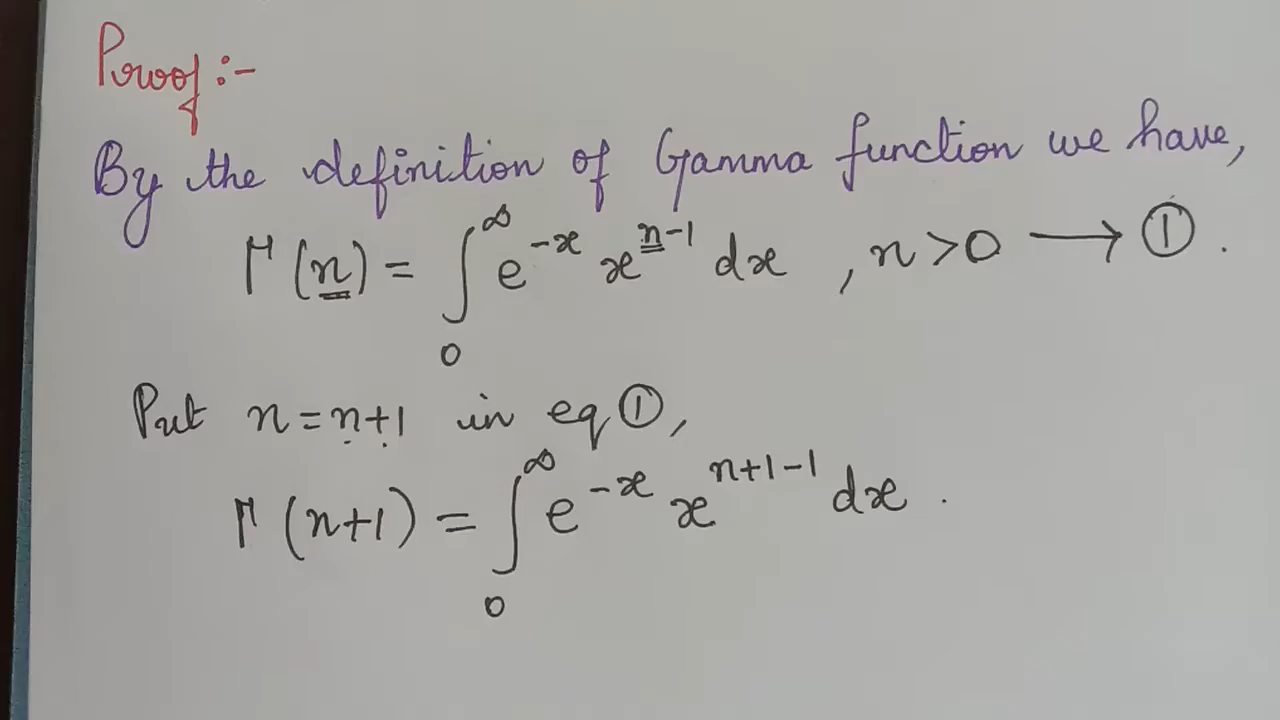 Proof :-
By the definition of Gamma function we have,
Γ(n) = ∫₀^∞ e^{-x} x^{n-1} dx , n>0 ⟶ ①.
Put n=n+1 in eq ①,
Γ(n+1) = ∫₀^∞ e^{-x} x^{n+1-1} dx .